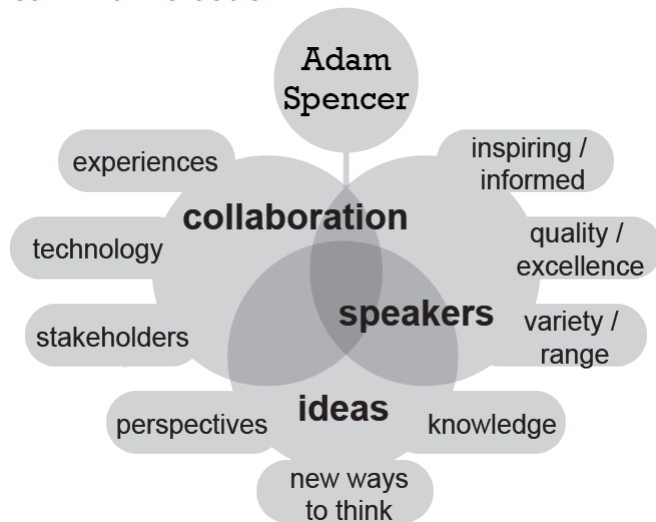 Adam
Spencer
experiences
inspiring /
informed
collaboration
technology
quality /
excellence
speakers
stakeholders
variety /
range
ideas
perspectives
knowledge
new ways
to think